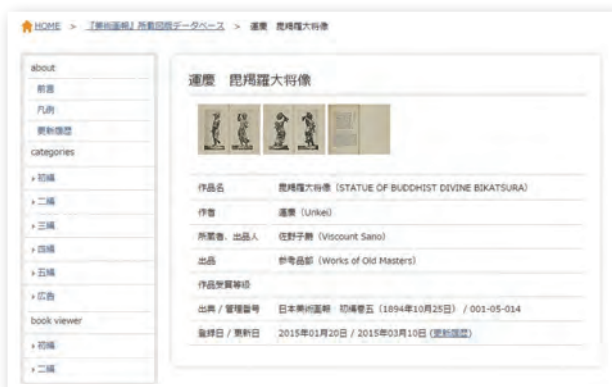 HOME > 『美術画報』所載図版データベース > 運慶 毘羯羅大将像
about
前言
凡例
更新履歴
categories
初編
二編
三編
四編
五編
広告
book viewer
初編
二編
運慶 毘羯羅大将像
作品名 毘羯羅大将像（STATUE OF BUDDHIST DIVINE BIKATSURA）
作者 運慶（Unkei）
所蔵者、出品人 佐野子爵（Viscount Sano）
出品 参考品部（Works of Old Masters）
作品受賞等級
出典 / 管理番号 日本美術画報 初編巻五（1894年10月25日） / 001-05-014
登録日 / 更新日 2015年01月20日 / 2015年03月10日 (更新履歴)